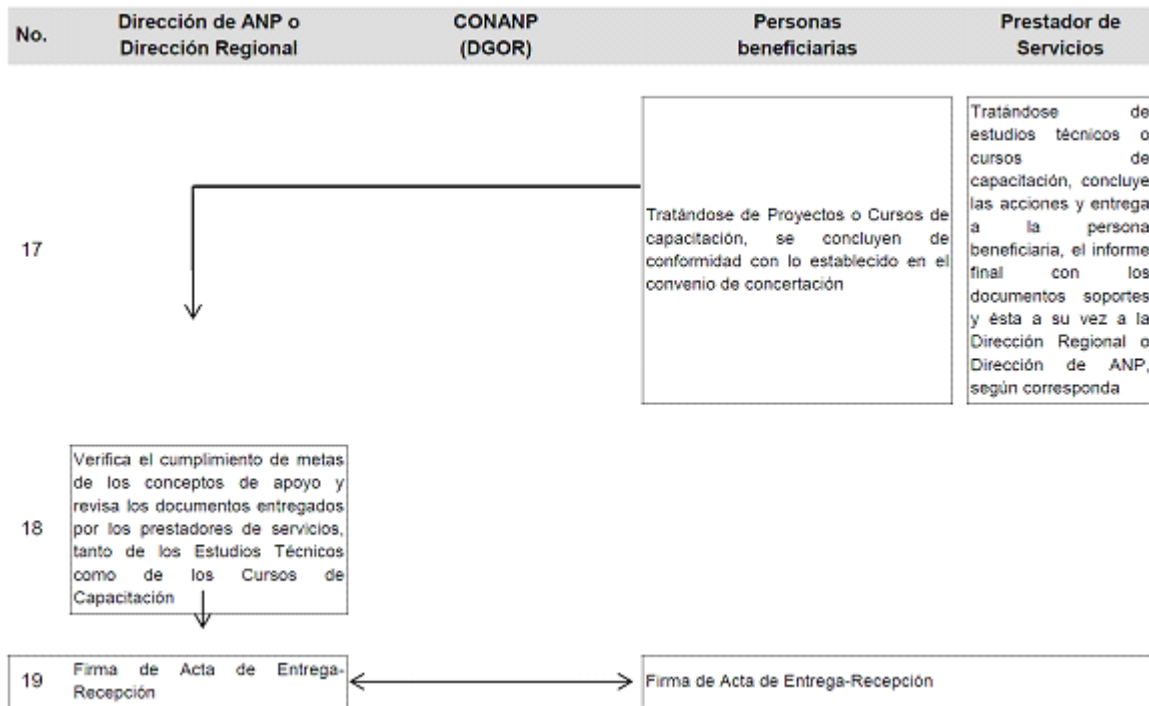 No.
Dirección de ANP o
Dirección Regional
CONANP
(DGOR)
Personas
beneficiarias
Prestador de
Servicios
17
Tratándose de Proyectos o Cursos de
capacitación, se concluyen de
conformidad con lo establecido en el
convenio de concertación
Tratándose de
estudios técnicos o
cursos de
capacitación, concluye
las acciones y entrega
a la persona
beneficiaria, el informe
final con los
documentos soportes
y ésta a su vez a la
Dirección Regional o
Dirección de ANP,
según corresponda
18
Verifica el cumplimiento de metas
de los conceptos de apoyo y
revisa los documentos entregados
por los prestadores de servicios,
tanto de los Estudios Técnicos
como de los Cursos de
Capacitación
19
Firma de Acta de Entrega-
Recepción
Firma de Acta de Entrega-Recepción